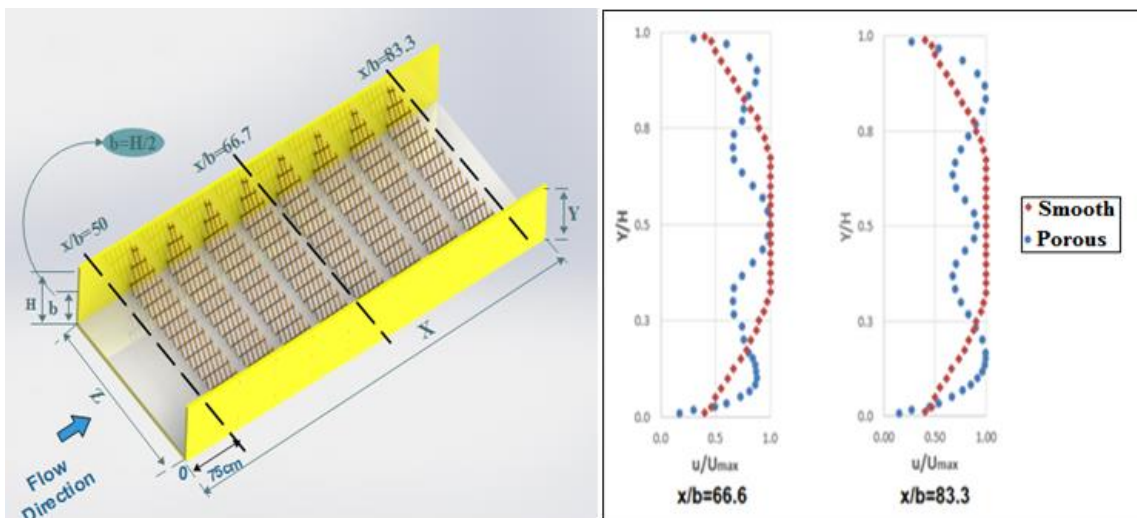 x/b=83.3
b=H/2
x/b=66.7
x/b=50
Y
H
b
X
Z
0
75cm
Flow
Direction
1.0
0.8
0.5
0.3
0.0
Y/H
0.0 0.5 1.0
u/Umax
x/b=66.6
1.0
0.8
0.5
0.3
0.0
Y/H
0.00 0.50 1.00
u/Umax
x/b=83.3
Smooth
Porous